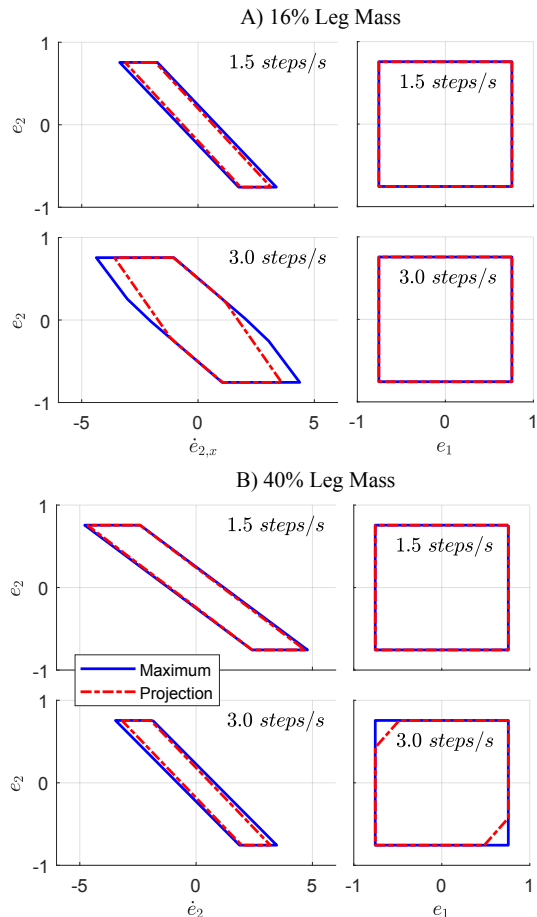 A) 16% Leg Mass
1
0
-1
e₂
1.5 steps/s
1.5 steps/s
1
0
-1
e₂
3.0 steps/s
3.0 steps/s
-5
0
5
ė₂,ₓ
-1
0
1
e₁
B) 40% Leg Mass
1
0
-1
e₂
1.5 steps/s
1.5 steps/s
Maximum
Projection
1
0
-1
e₂
3.0 steps/s
3.0 steps/s
-5
0
5
ė₂
-1
0
1
e₁